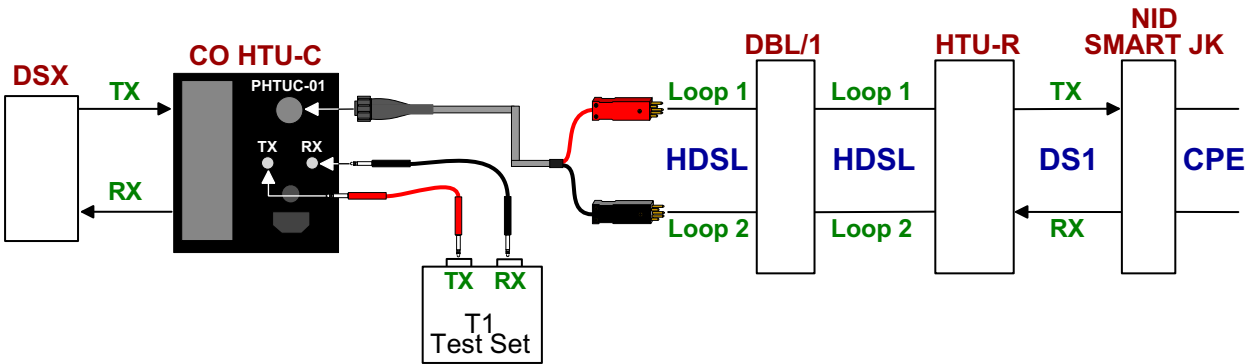 DSX
TX
RX
CO HTU-C
PHTUC-01
TX RX
TX RX
T1
Test Set
Loop 1
HDSL
Loop 2
DBL/1
Loop 1
HDSL
Loop 2
HTU-R
TX
DS1
RX
NID
SMART JK
CPE